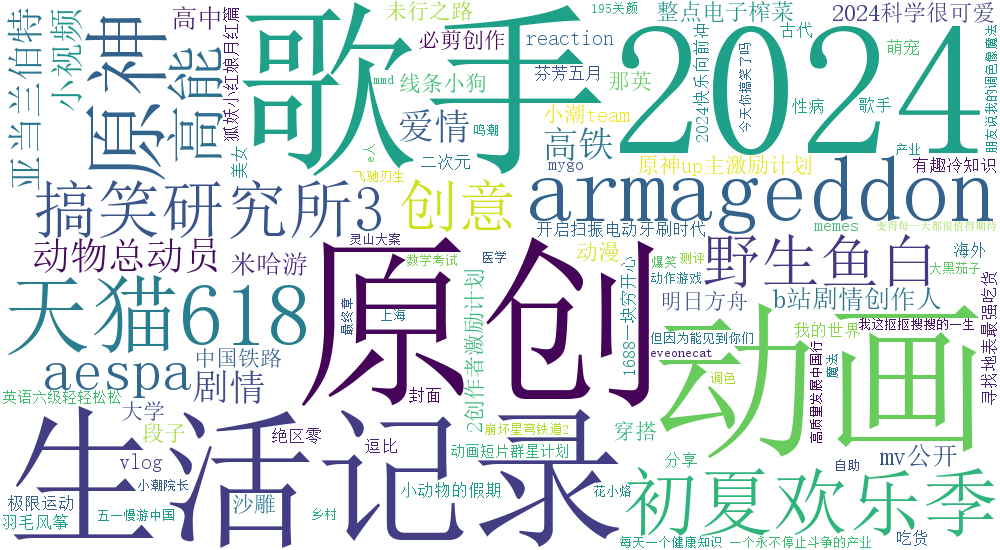 未行之路
195关颜
整点电子榨菜
2024科学很可爱
高中
小视频
亚当兰伯特
原神
高能
狐妖小红娘月红篇
歌手2024
必剪创作
reaction
古代
萌宠
朋友说我的调色像魔法
mmd
线条小狗
芬芳五月
那英
2024快乐向前冲
今天你搞笑了吗
性病
歌手
爱情
鸣潮
小潮team
高铁
产业
美女
e人
二次元
mygo
原神up主激励计划
有趣冷知识
飞驰刃生
搞笑研究所3
创意
armageddon
开启扫振电动牙刷时代
memes
变得每一天都很值得期待
灵山大案
动漫
野生鱼白
海外
动物总动员
米哈游
数学考试
医学
爆笑
测评
大黑茄子
动作游戏
天猫618
最终章
上海
2创作者激励计划
原创
1688一块穷开心
明日方舟
b站剧情创作人
寻找地表最强吃货
但因为能见到你们
我的世界
我这抠抠搜搜的一生
中国铁路
eveonecat
高质量发展中国行
魔法
aespa
剧情
封面
调色
动画
英语六级轻轻松松
大学
段子
绝区零
崩坏星穹铁道2
穿搭
生活记录
逗比
动画短片群星计划
vlog
分享
自助
mv公开
小潮院长
极限运动
沙雕
小动物的假期
花小烙
初夏欢乐季
羽毛风筝
五一慢游中国
乡村
吃货
每天一个健康知识
一个永不停止斗争的产业